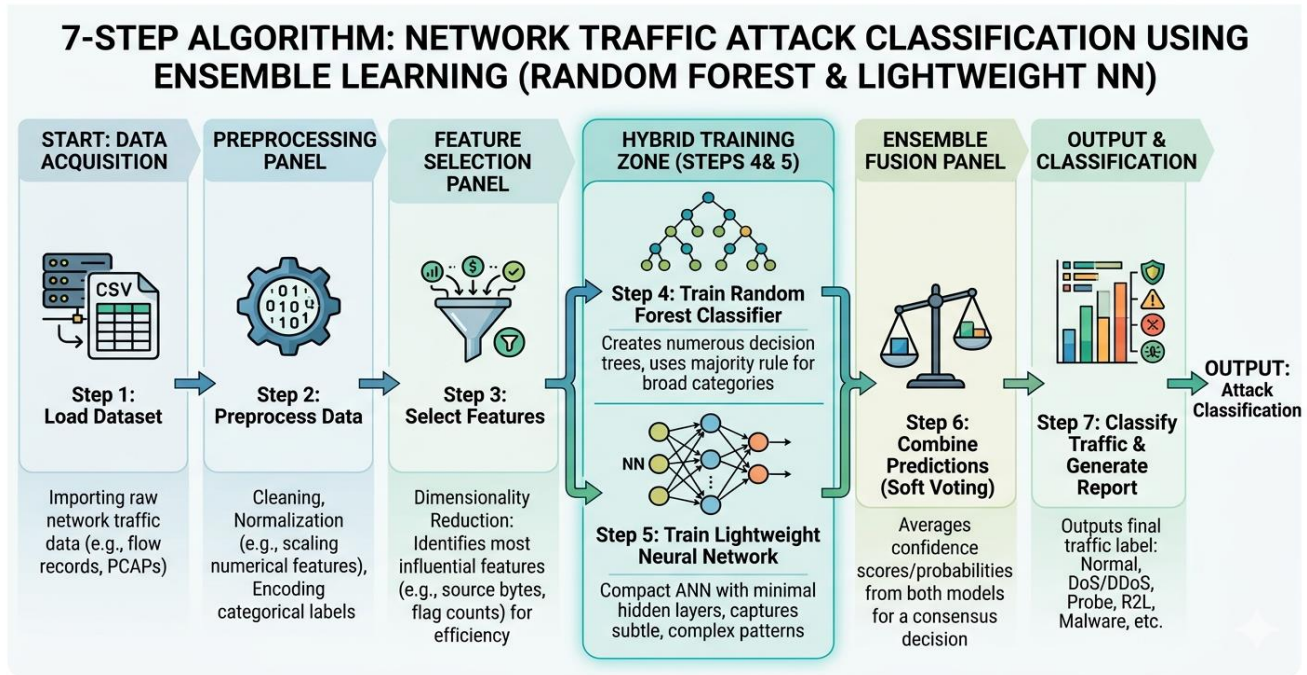 7-STEP ALGORITHM: NETWORK TRAFFIC ATTACK CLASSIFICATION USING
ENSEMBLE LEARNING (RANDOM FOREST & LIGHTWEIGHT NN)
START: DATA
ACQUISITION
CSV
Step 1:
Load Dataset
Importing raw
network traffic
data (e.g., flow
records, PCAPs)
PREPROCESSING
PANEL
Step 2:
Preprocess Data
Cleaning,
Normalization
(e.g., scaling
numerical features),
Encoding
categorical labels
FEATURE
SELECTION
PANEL
$
Step 3:
Select Features
Dimensionality
Reduction:
Identifies most
influential features
(e.g., source bytes,
flag counts) for
efficiency
HYBRID TRAINING
ZONE (STEPS 4& 5)
Step 4: Train Random
Forest Classifier
Creates numerous decision
trees, uses majority rule for
broad categories
NN
Step 5: Train Lightweight
Neural Network
Compact ANN with minimal
hidden layers, captures
subtle, complex patterns
ENSEMBLE
FUSION PANEL
Step 6:
Combine
Predictions
(Soft Voting)
Averages
confidence
scores/probabilities
from both models
for a consensus
decision
OUTPUT &
CLASSIFICATION
Step 7: Classify
Traffic &
Generate
Report
Outputs final
traffic label:
Normal,
DoS/DDoS,
Probe, R2L,
Malware, etc.
OUTPUT:
Attack
Classification